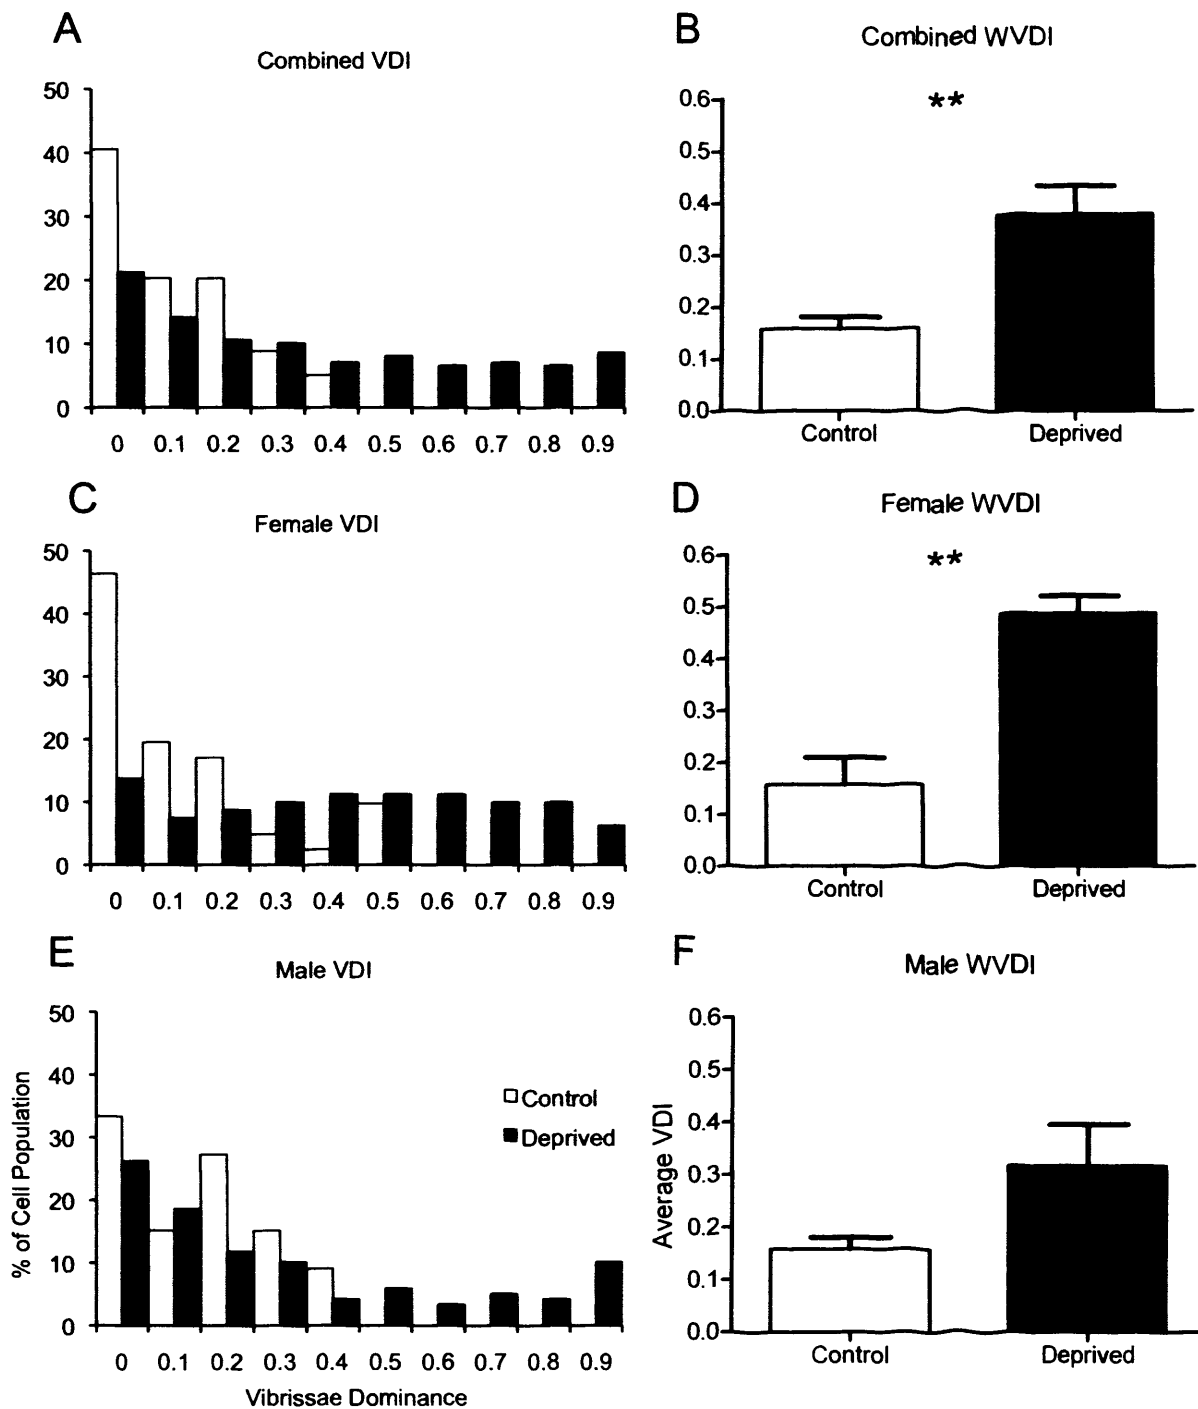 A
Combined VDI
50
40
30
20
10
0
0 0.1 0.2 0.3 0.4 0.5 0.6 0.7 0.8 0.9
B
Combined WVDI
**
0.6
0.5
0.4
0.3
0.2
0.1
0.0
Control Deprived
C
Female VDI
50
40
30
20
10
0
0 0.1 0.2 0.3 0.4 0.5 0.6 0.7 0.8 0.9
D
Female WVDI
**
0.6
0.5
0.4
0.3
0.2
0.1
0.0
Control Deprived
E
Male VDI
% of Cell Population
50
40
30
20
10
0
Control
Deprived
0 0.1 0.2 0.3 0.4 0.5 0.6 0.7 0.8 0.9
Vibrissae Dominance
F
Male WVDI
Average VDI
0.6
0.5
0.4
0.3
0.2
0.1
0.0
Control Deprived